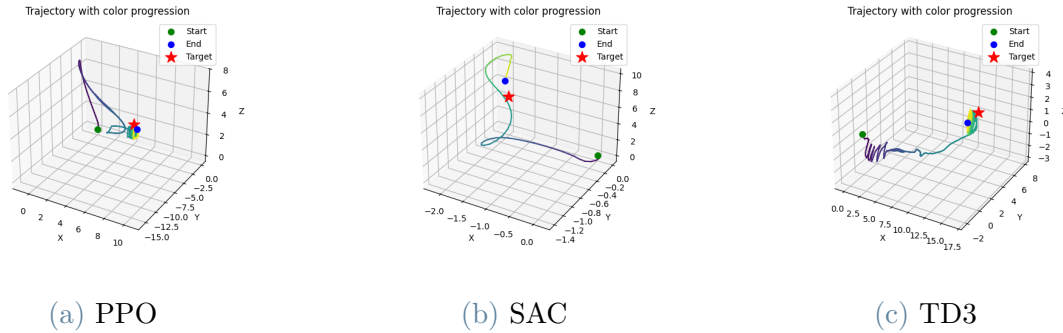 Trajectory with color progression
Start
End
Target
8
6
4
2
0
Z
0.0
−2.5
−5.0
−7.5
−10.0
−12.5
−15.0
Y
0
2
4
6
8
10
X
(a) PPO
Trajectory with color progression
Start
End
Target
10
8
6
4
2
0
Z
0.0
−0.2
−0.4
−0.6
−0.8
−1.0
−1.2
−1.4
Y
−2.0
−1.5
−1.0
−0.5
0.0
X
(b) SAC
Trajectory with color progression
Start
End
Target
4
3
2
1
0
−1
−2
−3
Z
8
6
4
2
0
−2
Y
0.0
2.5
5.0
7.5
10.0
12.5
15.0
17.5
X
(c) TD3